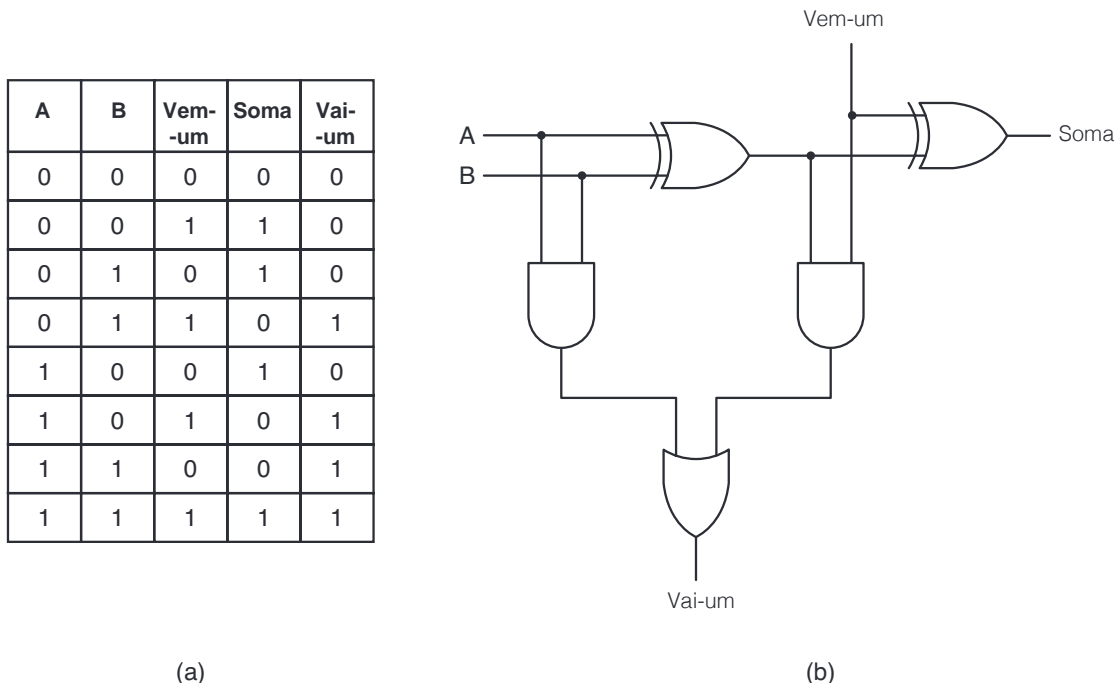 A B Vem- Soma Vai-
-um -um
0 0 0 0 0
0 0 1 1 0
0 1 0 1 0
0 1 1 0 1
1 0 0 1 0
1 0 1 0 1
1 1 0 0 1
1 1 1 1 1
(a)
Vem-um
A
B
Soma
Vai-um
(b)